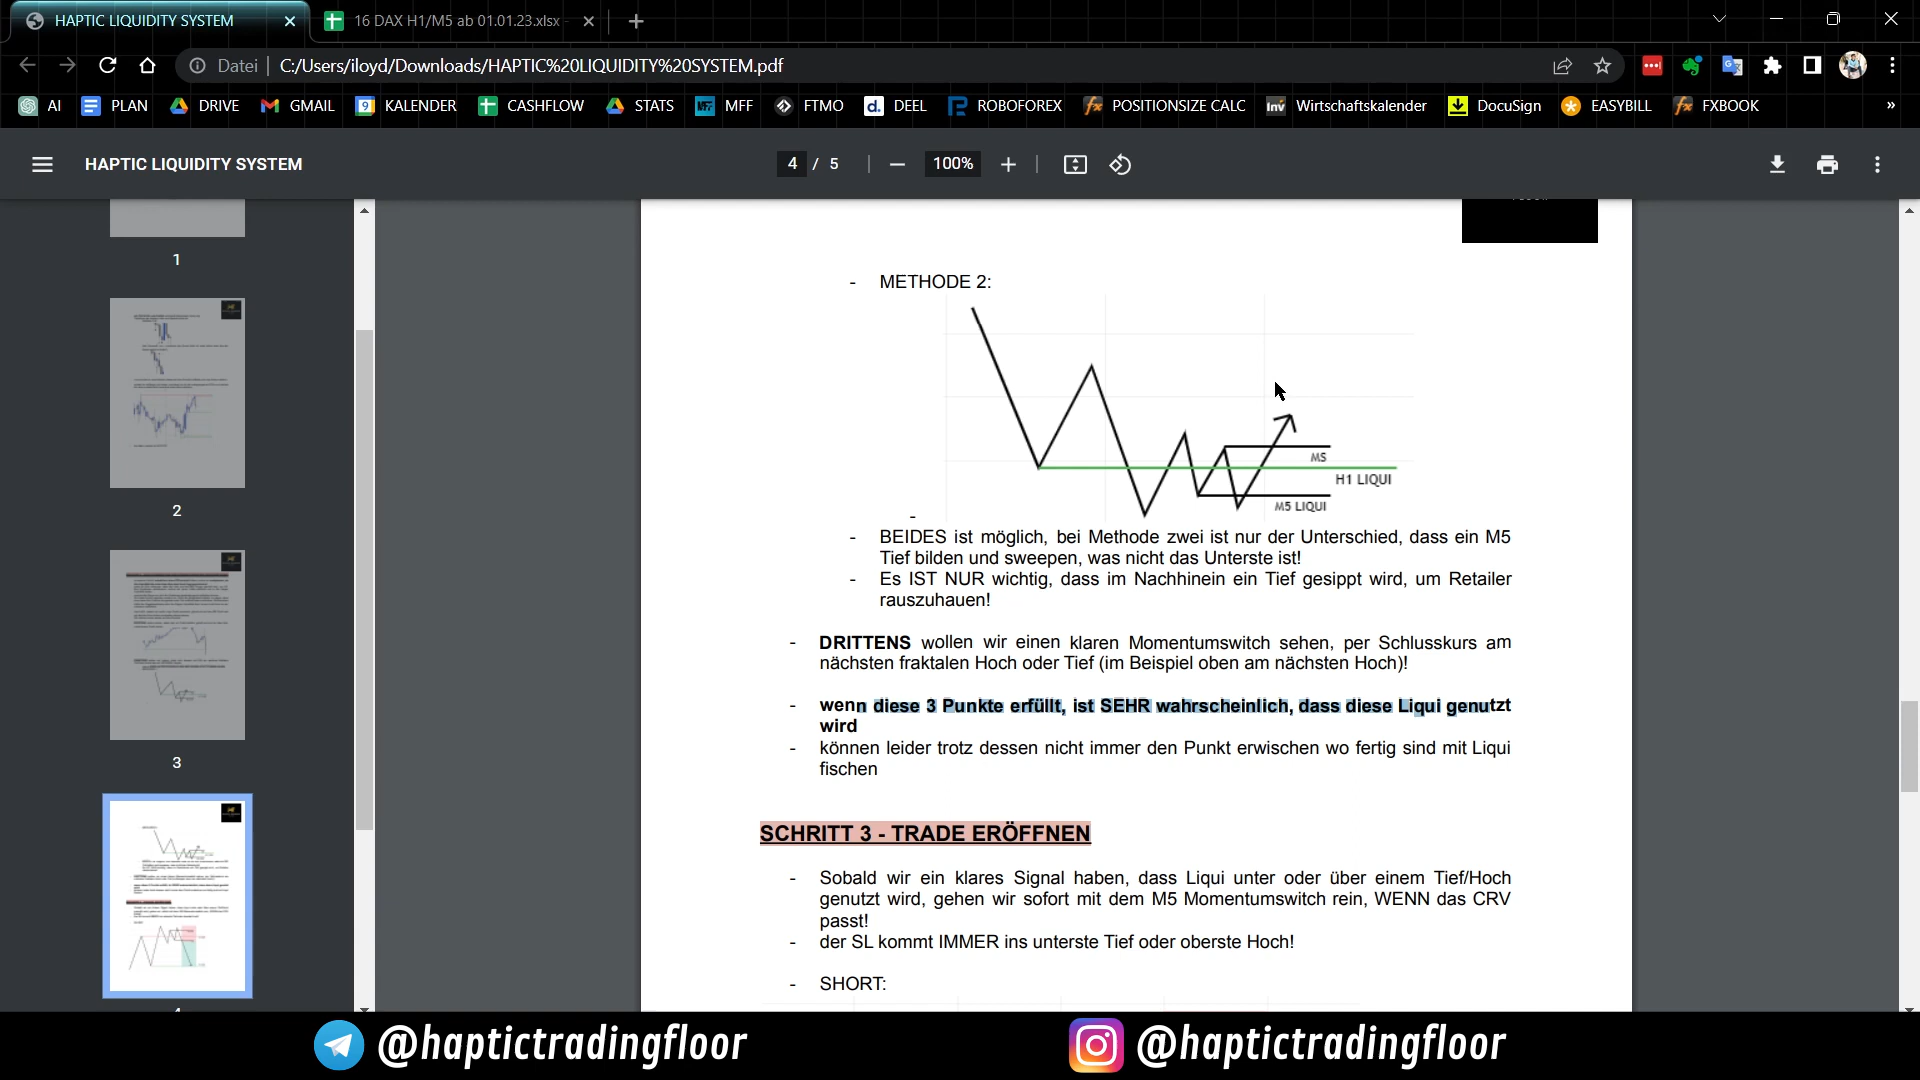 HAPTIC LIQUIDITY SYSTEM
16 DAX H1/M5 ab 01.01.23.xlsx -
Datei
C:/Users/iloyd/Downloads/HAPTIC%20LIQUIDITY%20SYSTEM.pdf
AI
PLAN
DRIVE
GMAIL
KALENDER
CASHFLOW
STATS
MFF
FTMO
DEEL
ROBOFOREX
POSITIONSIZE CALC
Wirtschaftskalender
DocuSign
EASYBILL
FXBOOK
»
HAPTIC LIQUIDITY SYSTEM
4 / 5
100%
1
2
3
- METHODE 2:
MS
H1 LIQUI
M5 LIQUI
-
- BEIDES ist möglich, bei Methode zwei ist nur der Unterschied, dass ein M5
Tief bilden und sweepen, was nicht das Unterste ist!
- Es IST NUR wichtig, dass im Nachhinein ein Tief gesippt wird, um Retailer
rauszuhauen!
- DRITTENS wollen wir einen klaren Momentumswitch sehen, per Schlusskurs am
nächsten fraktalen Hoch oder Tief (im Beispiel oben am nächsten Hoch)!
- wenn diese 3 Punkte erfüllt, ist SEHR wahrscheinlich, dass diese Liqui genutzt
wird
- können leider trotz dessen nicht immer den Punkt erwischen wo fertig sind mit Liqui
fischen
SCHRITT 3 - TRADE ERÖFFNEN
- Sobald wir ein klares Signal haben, dass Liqui unter oder über einem Tief/Hoch
genutzt wird, gehen wir sofort mit dem M5 Momentumswitch rein, WENN das CRV
passt!
- der SL kommt IMMER ins unterste Tief oder oberste Hoch!
- SHORT:
@haptictradingfloor
@haptictradingfloor